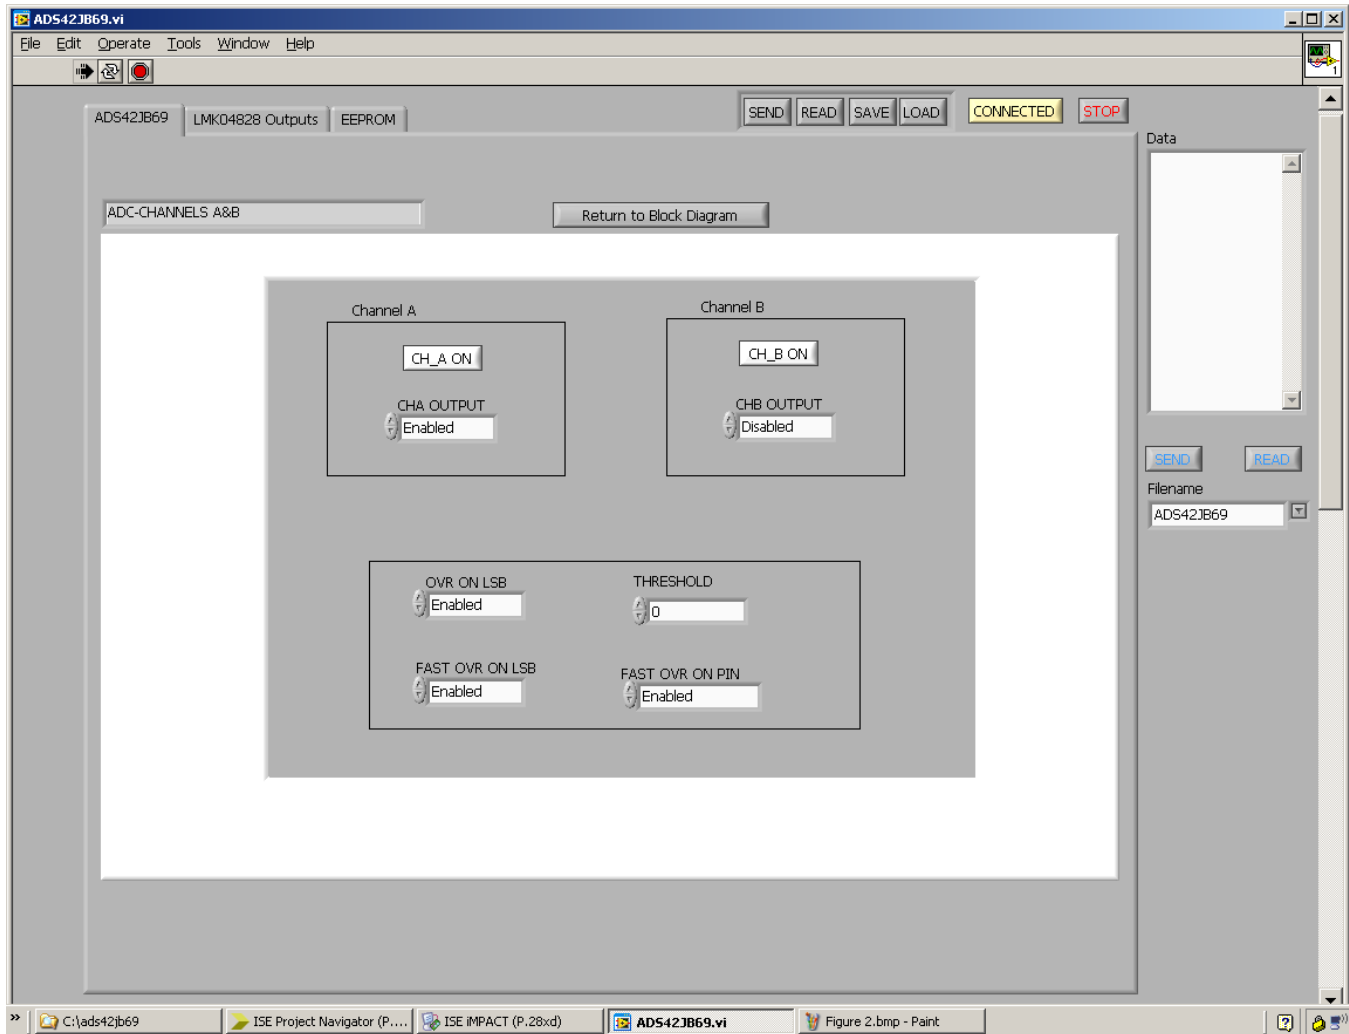 ADS42JB69.vi
File Edit Operate Tools Window Help
1
ADS42JB69 LMK04828 Outputs EEPROM
SEND READ SAVE LOAD CONNECTED STOP
Data
ADC-CHANNELS A&B
Return to Block Diagram
Channel A
Channel B
CH_A ON
CH_B ON
CHA OUTPUT
CHB OUTPUT
Enabled
Disabled
SEND READ
Filename
ADS42JB69
OVR ON LSB
THRESHOLD
Enabled
0
FAST OVR ON LSB
FAST OVR ON PIN
Enabled
Enabled
» C:\ads42jb69 ISE Project Navigator (P.... ISE iMPACT (P.28xd) ADS42JB69.vi Figure 2.bmp - Paint